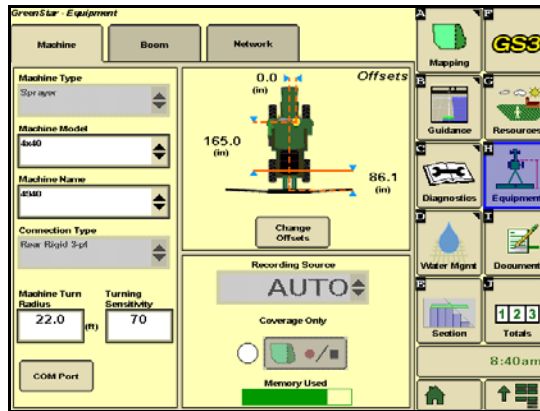 GreenStar - Equipment
Machine
Boom
Network
Machine Type
Sprayer
Machine Model
4x40
Machine Name
4940
Connection Type
Rear Rigid 3-pt
Machine Turn Radius
22.0
(ft)
Turning Sensitivity
70
COM Port
Offsets
0.0
(in)
165.0
(in)
86.1
(in)
Change
Offsets
Recording Source
AUTO
Coverage Only
Memory Used
A
Mapping
F
GS3
B
Guidance
G
Resources
C
Diagnostics
H
Equipment
D
Water Mgmt
I
Document
E
Section
J
123
Totals
8:40am